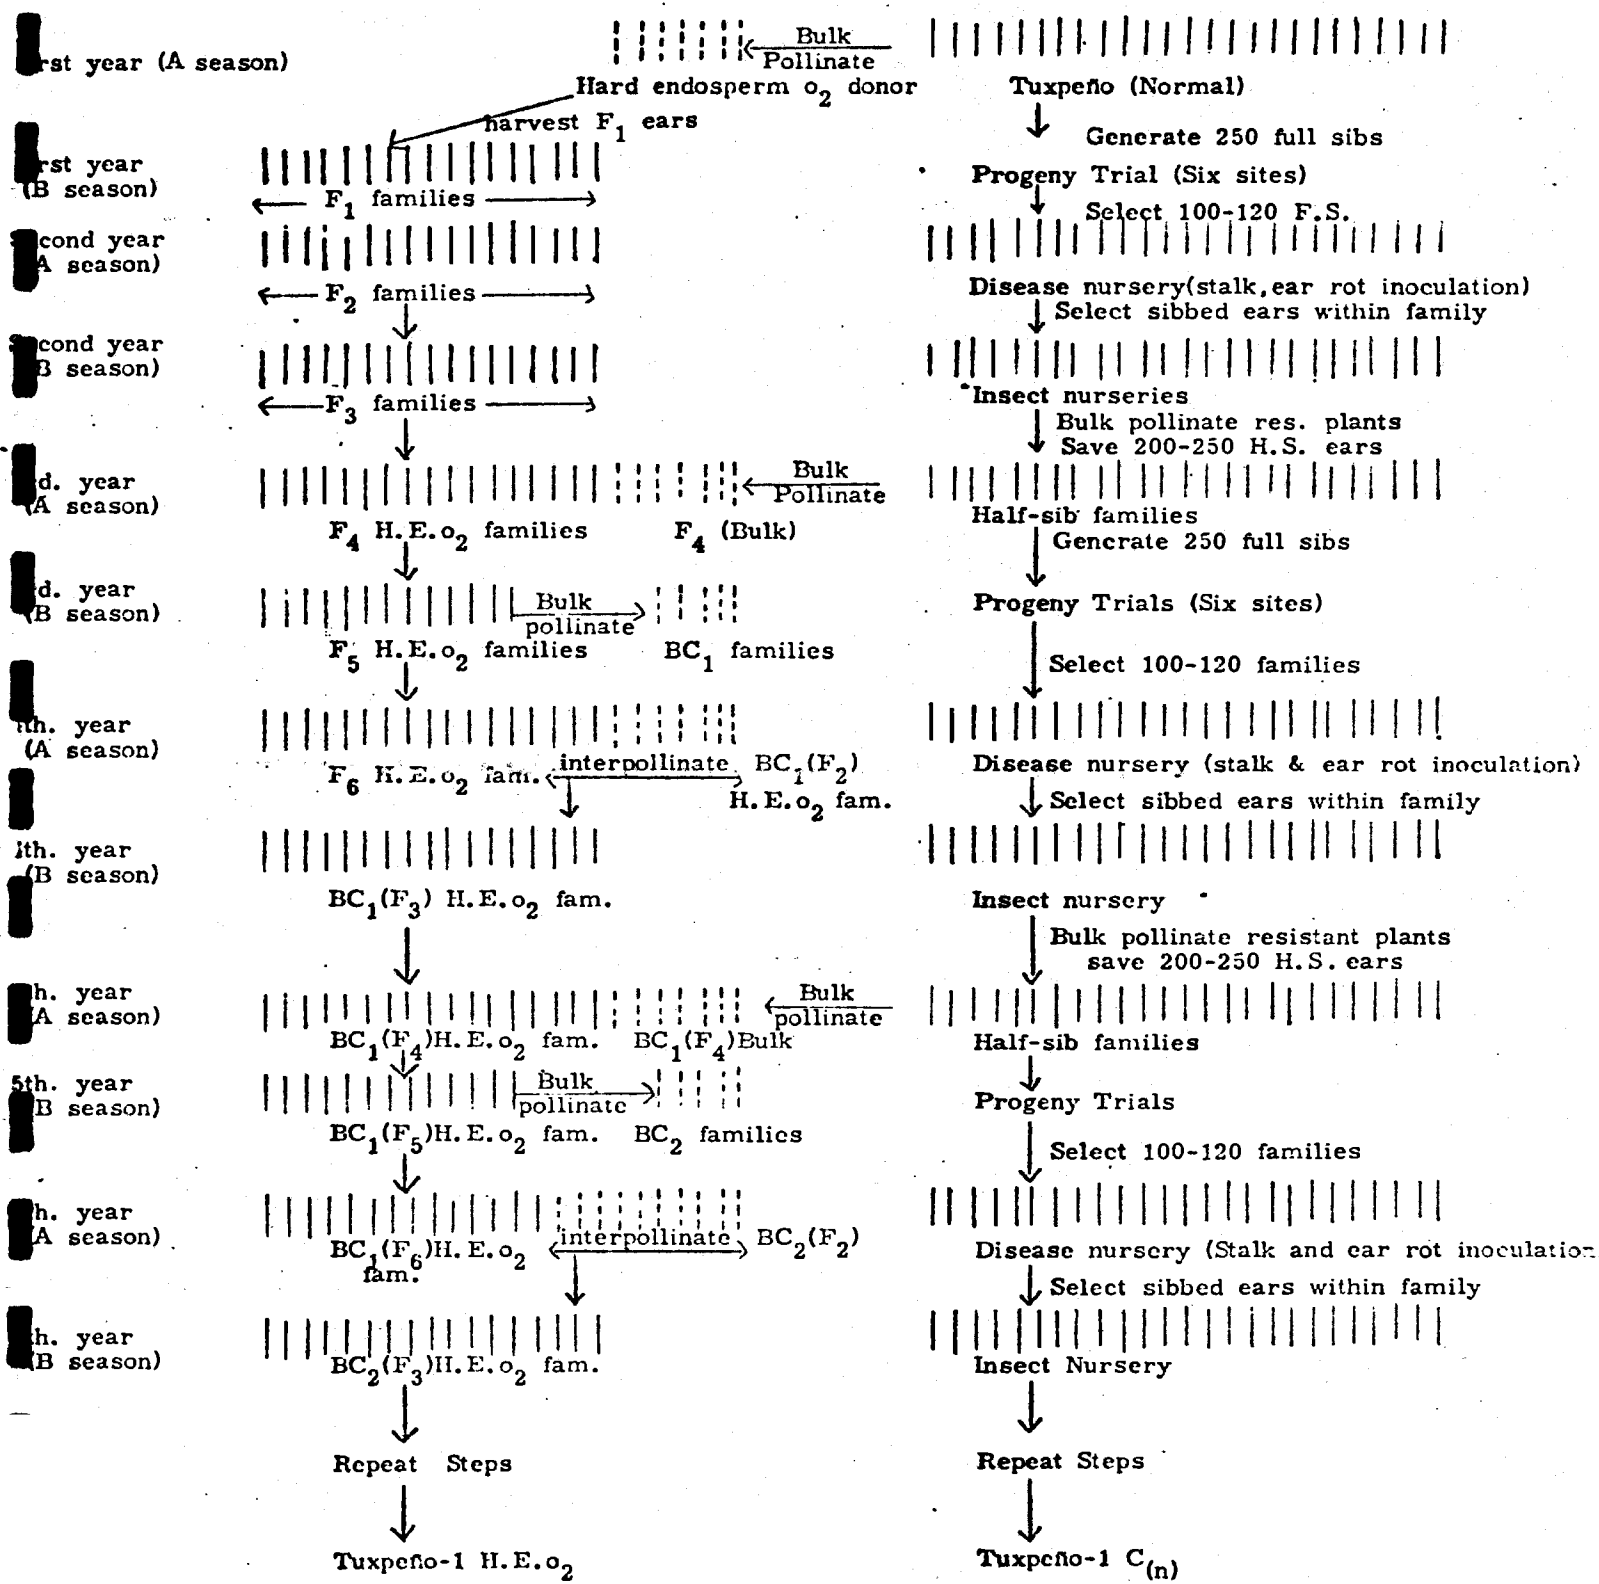 rst year (A season)
Bulk
Pollinate
Hard endosperm o2 donor
Tuxpeño (Normal)
harvest F1 ears
Generate 250 full sibs
rst year
(B season)
F1 families
Progeny Trial (Six sites)
Select 100-120 F.S.
cond year
A season)
F2 families
Disease nursery(stalk,ear rot inoculation)
Select sibbed ears within family
cond year
B season)
F3 families
Insect nurseries
Bulk pollinate res. plants
Save 200-250 H.S. ears
d. year
(A season)
Bulk
Pollinate
F4 H.E.o2 families
F4 (Bulk)
Half-sib families
Generate 250 full sibs
d. year
(B season)
Bulk
pollinate
F5 H.E.o2 families
BC1 families
Progeny Trials (Six sites)
Select 100-120 families
th. year
(A season)
F6 H.E.o2 fam.
interpollinate
BC1(F2)
H.E.o2 fam.
Disease nursery (stalk & ear rot inoculation)
Select sibbed ears within family
th. year
(B season)
BC1(F3) H.E.o2 fam.
Insect nursery
Bulk pollinate resistant plants
save 200-250 H.S. ears
h. year
(A season)
Bulk
pollinate
BC1(F4)H.E.o2 fam.
BC1(F4)Bulk
Half-sib families
5th. year
(B season)
Bulk
pollinate
BC1(F5)H.E.o2 fam.
BC2 families
Progeny Trials
Select 100-120 families
h. year
(A season)
BC1(F6)H.E.o2
fam.
interpollinate
BC2(F2)
Disease nursery (Stalk and ear rot inoculation
Select sibbed ears within family
h. year
(B season)
BC2(F3)H.E.o2 fam.
Insect Nursery
Repeat Steps
Repeat Steps
Tuxpeño-1 H.E.o2
Tuxpeño-1 C(n)